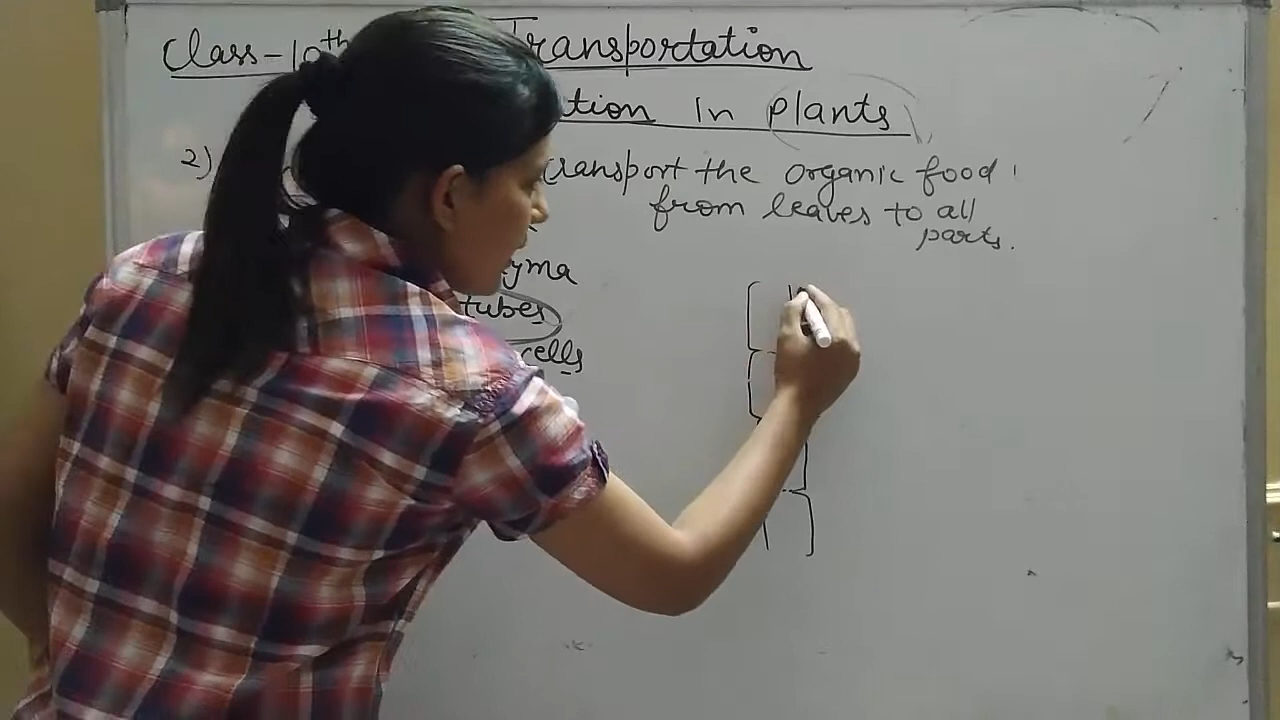 Class-10th Transportation
tion In plants
2) transport the organic food
from leaves to all
parts.
yma
tubes
cells